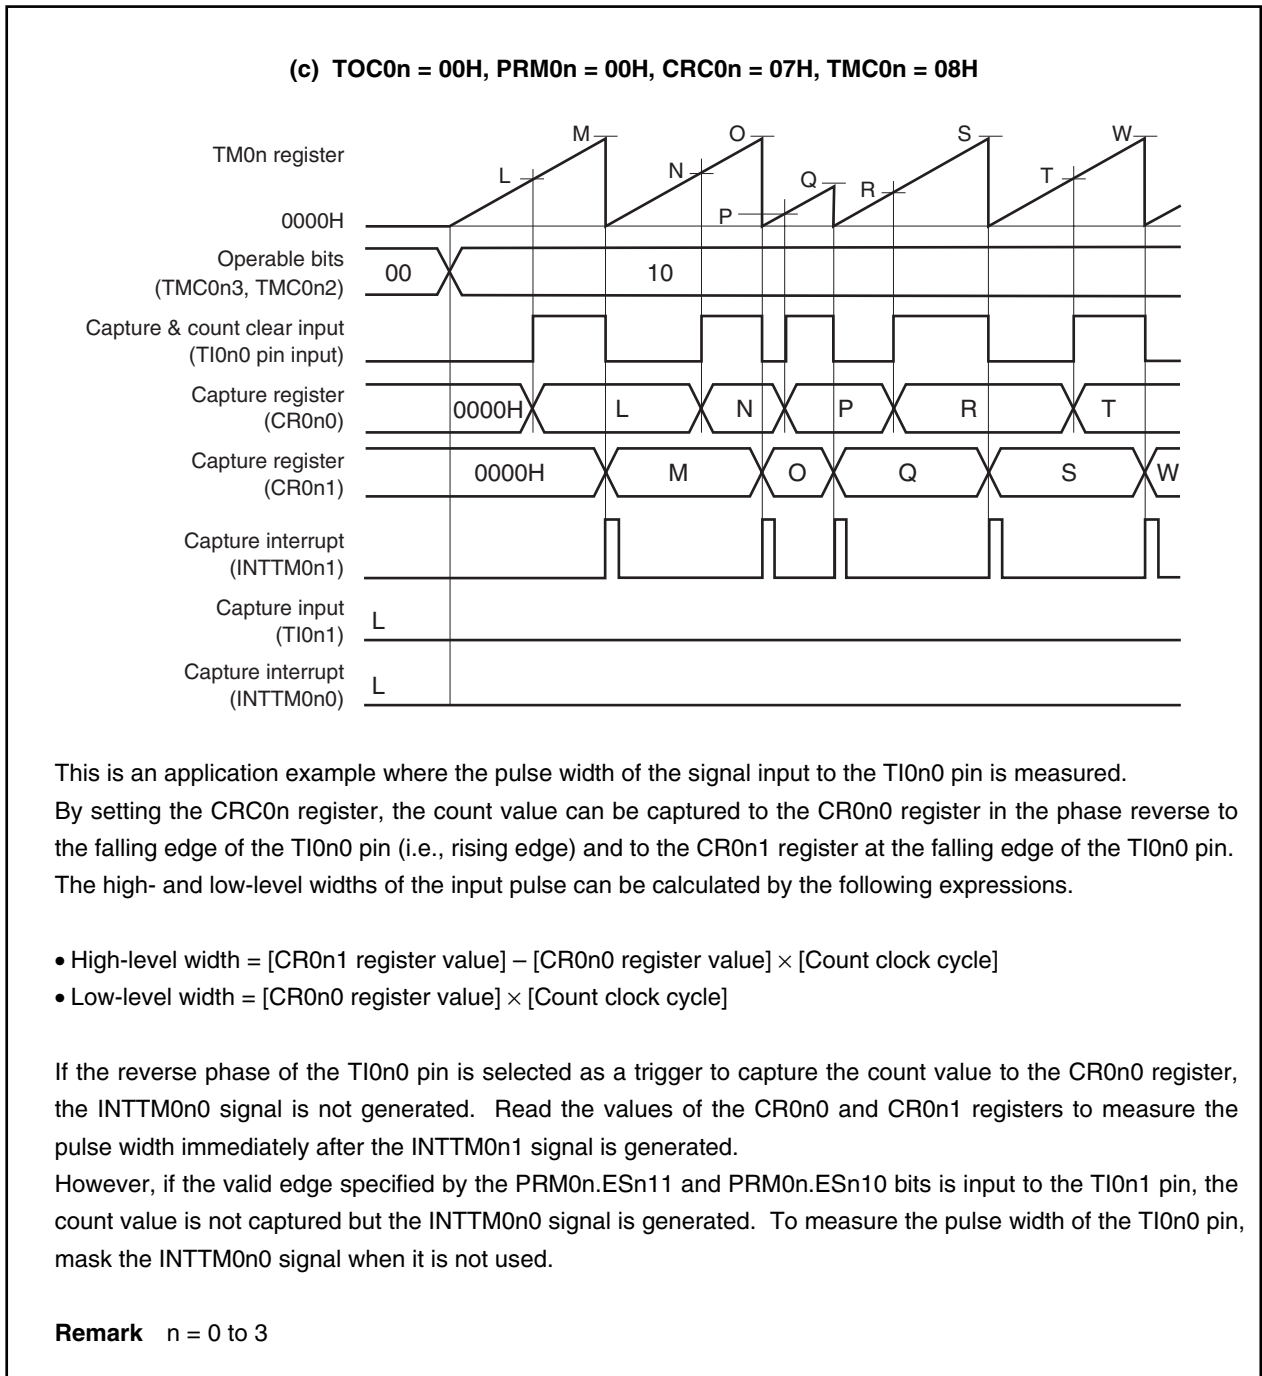 (c) TOC0n = 00H, PRM0n = 00H, CRC0n = 07H, TMC0n = 08H
M
O
S
W
TM0n register
L
N
Q
R
T
P
0000H
Operable bits
(TMC0n3, TMC0n2)
00
10
Capture & count clear input
(TI0n0 pin input)
Capture register
(CR0n0)
0000H
L
N
P
R
T
Capture register
(CR0n1)
0000H
M
O
Q
S
W
Capture interrupt
(INTTM0n1)
Capture input
(TI0n1)
L
Capture interrupt
(INTTM0n0)
L
This is an application example where the pulse width of the signal input to the TI0n0 pin is measured.
By setting the CRC0n register, the count value can be captured to the CR0n0 register in the phase reverse to
the falling edge of the TI0n0 pin (i.e., rising edge) and to the CR0n1 register at the falling edge of the TI0n0 pin.
The high- and low-level widths of the input pulse can be calculated by the following expressions.
• High-level width = [CR0n1 register value] – [CR0n0 register value] × [Count clock cycle]
• Low-level width = [CR0n0 register value] × [Count clock cycle]
If the reverse phase of the TI0n0 pin is selected as a trigger to capture the count value to the CR0n0 register,
the INTTM0n0 signal is not generated. Read the values of the CR0n0 and CR0n1 registers to measure the
pulse width immediately after the INTTM0n1 signal is generated.
However, if the valid edge specified by the PRM0n.ESn11 and PRM0n.ESn10 bits is input to the TI0n1 pin, the
count value is not captured but the INTTM0n0 signal is generated. To measure the pulse width of the TI0n0 pin,
mask the INTTM0n0 signal when it is not used.
Remark n = 0 to 3